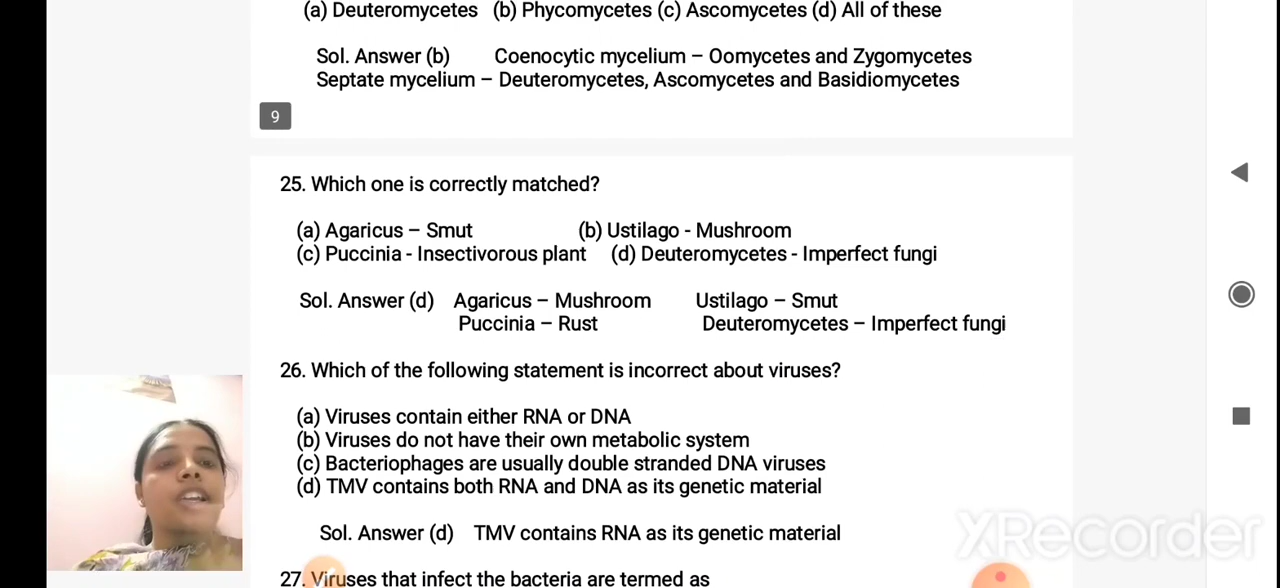 (a) Deuteromycetes (b) Phycomycetes (c) Ascomycetes (d) All of these
Sol. Answer (b) Coenocytic mycelium – Oomycetes and Zygomycetes
Septate mycelium – Deuteromycetes, Ascomycetes and Basidiomycetes
9
25. Which one is correctly matched?
(a) Agaricus – Smut (b) Ustilago - Mushroom
(c) Puccinia - Insectivorous plant (d) Deuteromycetes - Imperfect fungi
Sol. Answer (d) Agaricus – Mushroom Ustilago – Smut
Puccinia – Rust Deuteromycetes – Imperfect fungi
26. Which of the following statement is incorrect about viruses?
(a) Viruses contain either RNA or DNA
(b) Viruses do not have their own metabolic system
(c) Bacteriophages are usually double stranded DNA viruses
(d) TMV contains both RNA and DNA as its genetic material
Sol. Answer (d) TMV contains RNA as its genetic material
XRecorder
27. Viruses that infect the bacteria are termed as